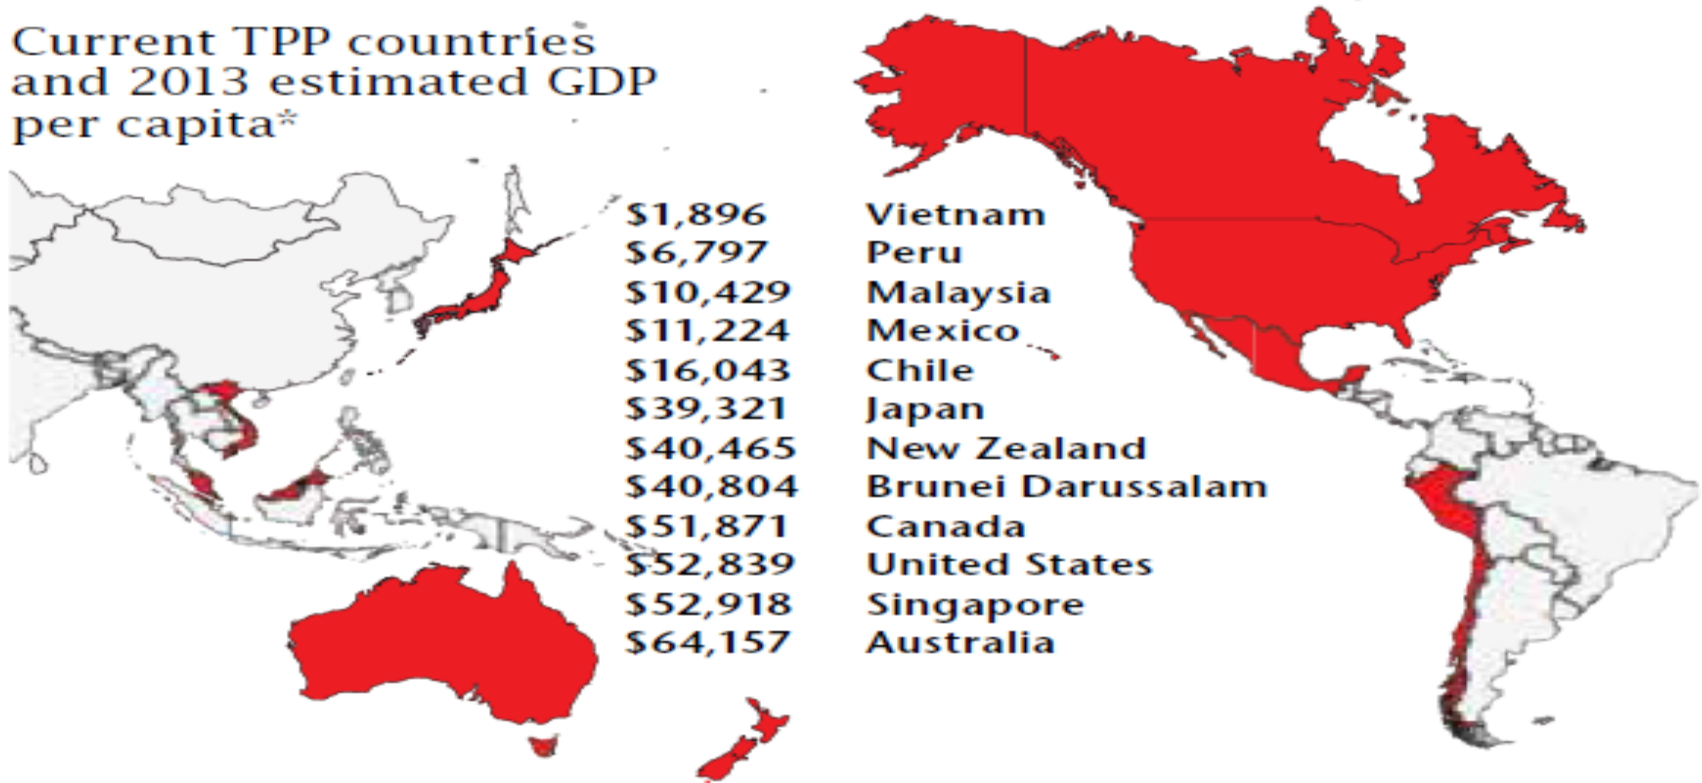 Current TPP countries
and 2013 estimated GDP
per capita*
$1,896 Vietnam
$6,797 Peru
$10,429 Malaysia
$11,224 Mexico
$16,043 Chile
$39,321 Japan
$40,465 New Zealand
$40,804 Brunei Darussalam
$51,871 Canada
$52,839 United States
$52,918 Singapore
$64,157 Australia